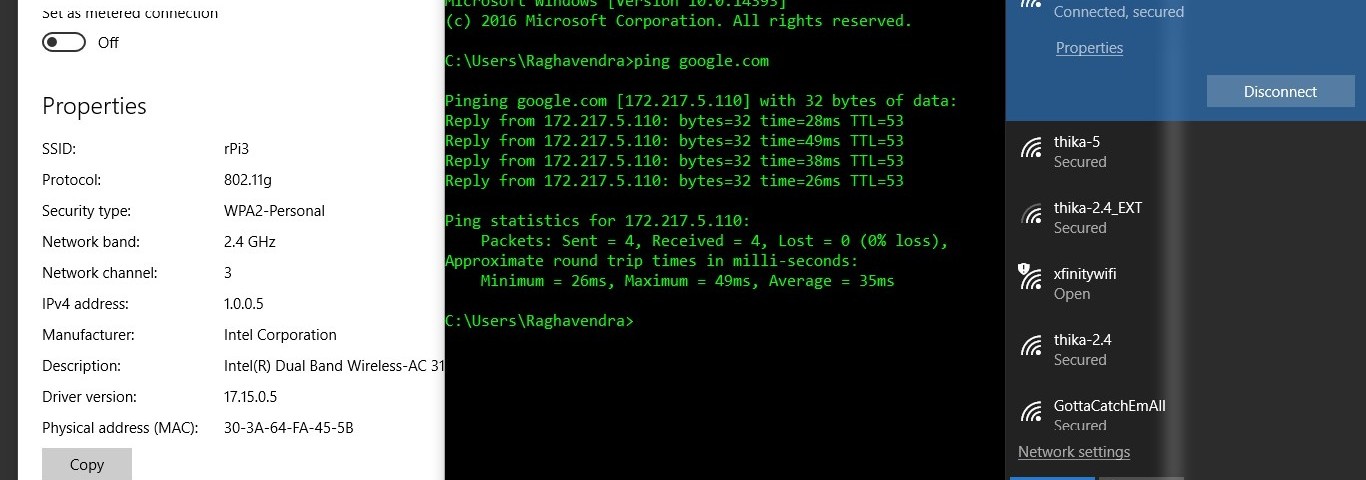 Set as metered connection
Off
Properties
SSID: rPi3
Protocol: 802.11g
Security type: WPA2-Personal
Network band: 2.4 GHz
Network channel: 3
IPv4 address: 1.0.0.5
Manufacturer: Intel Corporation
Description: Intel(R) Dual Band Wireless-AC 31
Driver version: 17.15.0.5
Physical address (MAC): 30-3A-64-FA-45-5B
Copy
Microsoft Windows [Version 10.0.14393]
(c) 2016 Microsoft Corporation. All rights reserved.
C:\Users\Raghavendra>ping google.com
Pinging google.com [172.217.5.110] with 32 bytes of data:
Reply from 172.217.5.110: bytes=32 time=28ms TTL=53
Reply from 172.217.5.110: bytes=32 time=49ms TTL=53
Reply from 172.217.5.110: bytes=32 time=38ms TTL=53
Reply from 172.217.5.110: bytes=32 time=26ms TTL=53
Ping statistics for 172.217.5.110:
Packets: Sent = 4, Received = 4, Lost = 0 (0% loss),
Approximate round trip times in milli-seconds:
Minimum = 26ms, Maximum = 49ms, Average = 35ms
C:\Users\Raghavendra>
Connected, secured
Properties
Disconnect
thika-5
Secured
thika-2.4_EXT
Secured
xfinitywifi
Open
thika-2.4
Secured
GottaCatchEmAll
Secured
Network settings